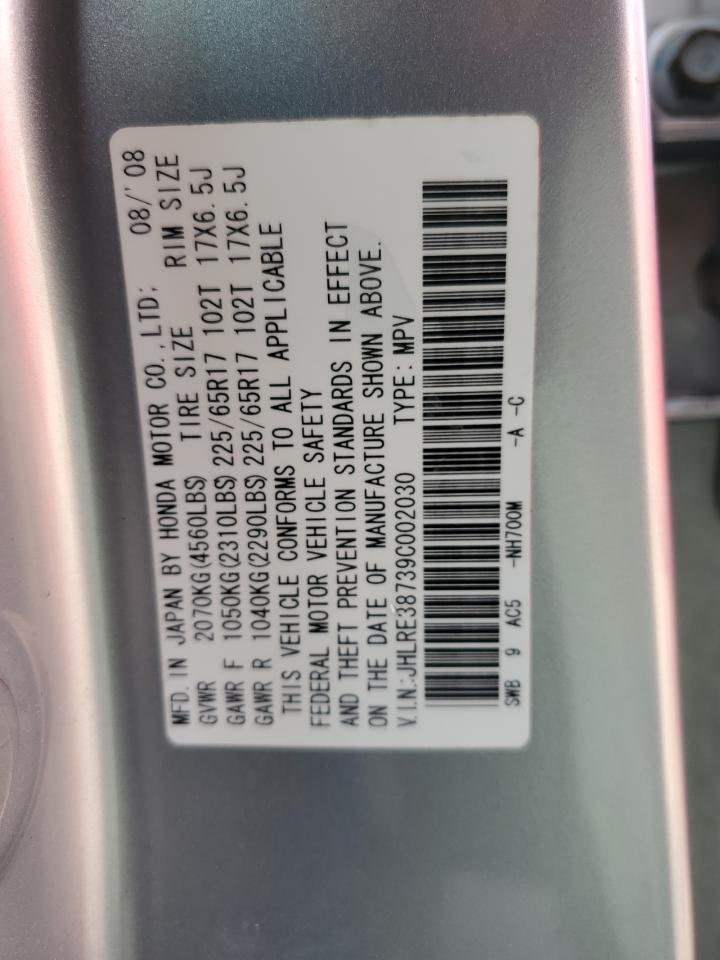 MFD. IN JAPAN BY HONDA MOTOR CO.,LTD; 08/'08
GVWR 2070KG(4560LBS) TIRE SIZE RIM SIZE
GAWR F 1050KG(2310LBS) 225/65R17 102T 17X6.5J
GAWR R 1040KG(2290LBS) 225/65R17 102T 17X6.5J
THIS VEHICLE CONFORMS TO ALL APPLICABLE
FEDERAL MOTOR VEHICLE SAFETY
AND THEFT PREVENTION STANDARDS IN EFFECT
ON THE DATE OF MANUFACTURE SHOWN ABOVE.
V.I.N.:JHLRE38739C002030 TYPE:MPV
SWB 9 AC5 -NH700M -A -C